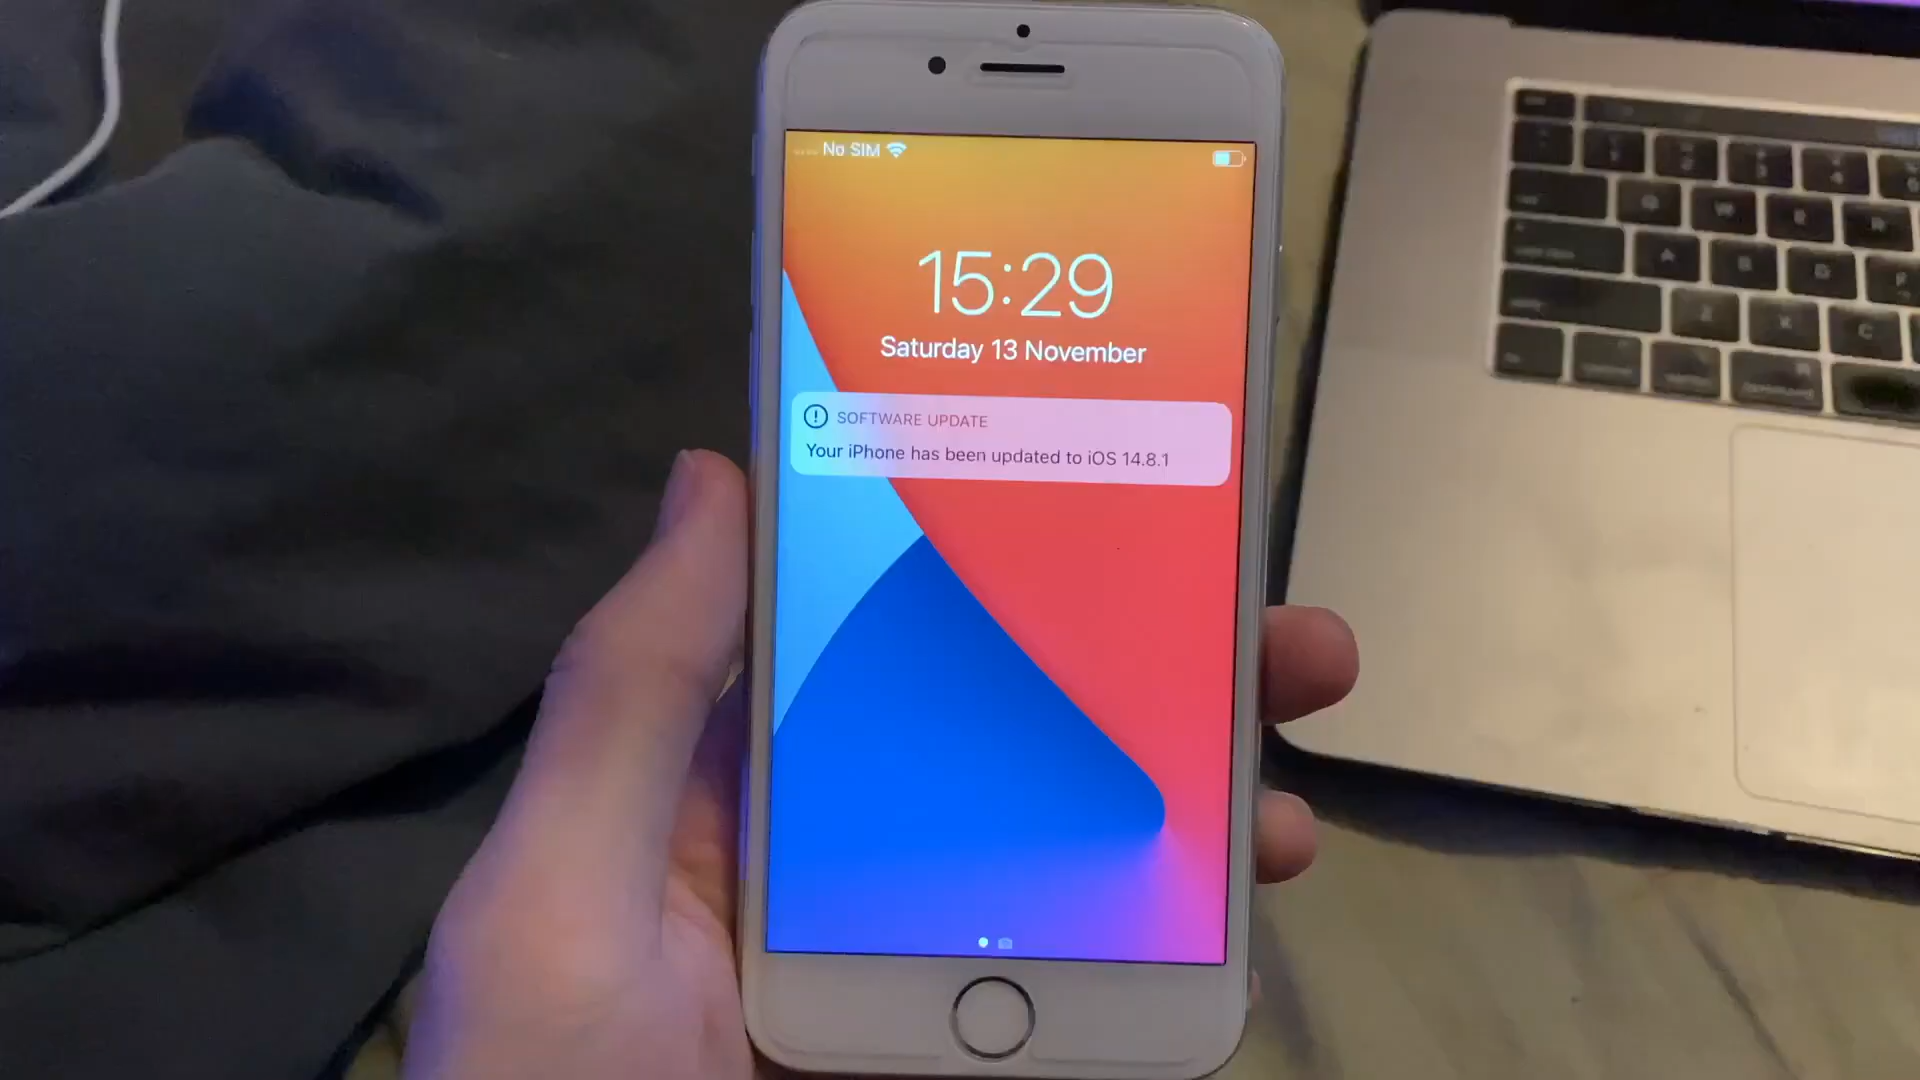 No SIM
15:29
Saturday 13 November
SOFTWARE UPDATE
Your iPhone has been updated to iOS 14.8.1
W
A
Z
X
C